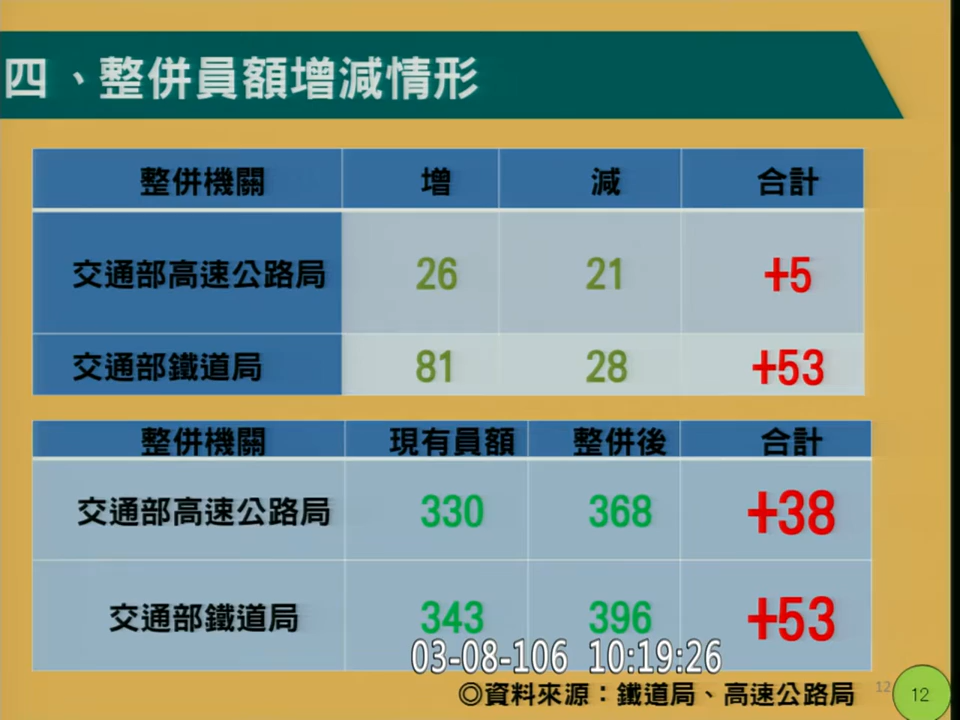 四、整併員額增減情形
整併機關 增 減 合計
交通部高速公路局 26 21 +5
交通部鐵道局 81 28 +53
整併機關 現有員額 整併後 合計
交通部高速公路局 330 368 +38
交通部鐵道局 343 396 +53
03-08-106 10:19:26
◎資料來源：鐵道局、高速公路局
12
12